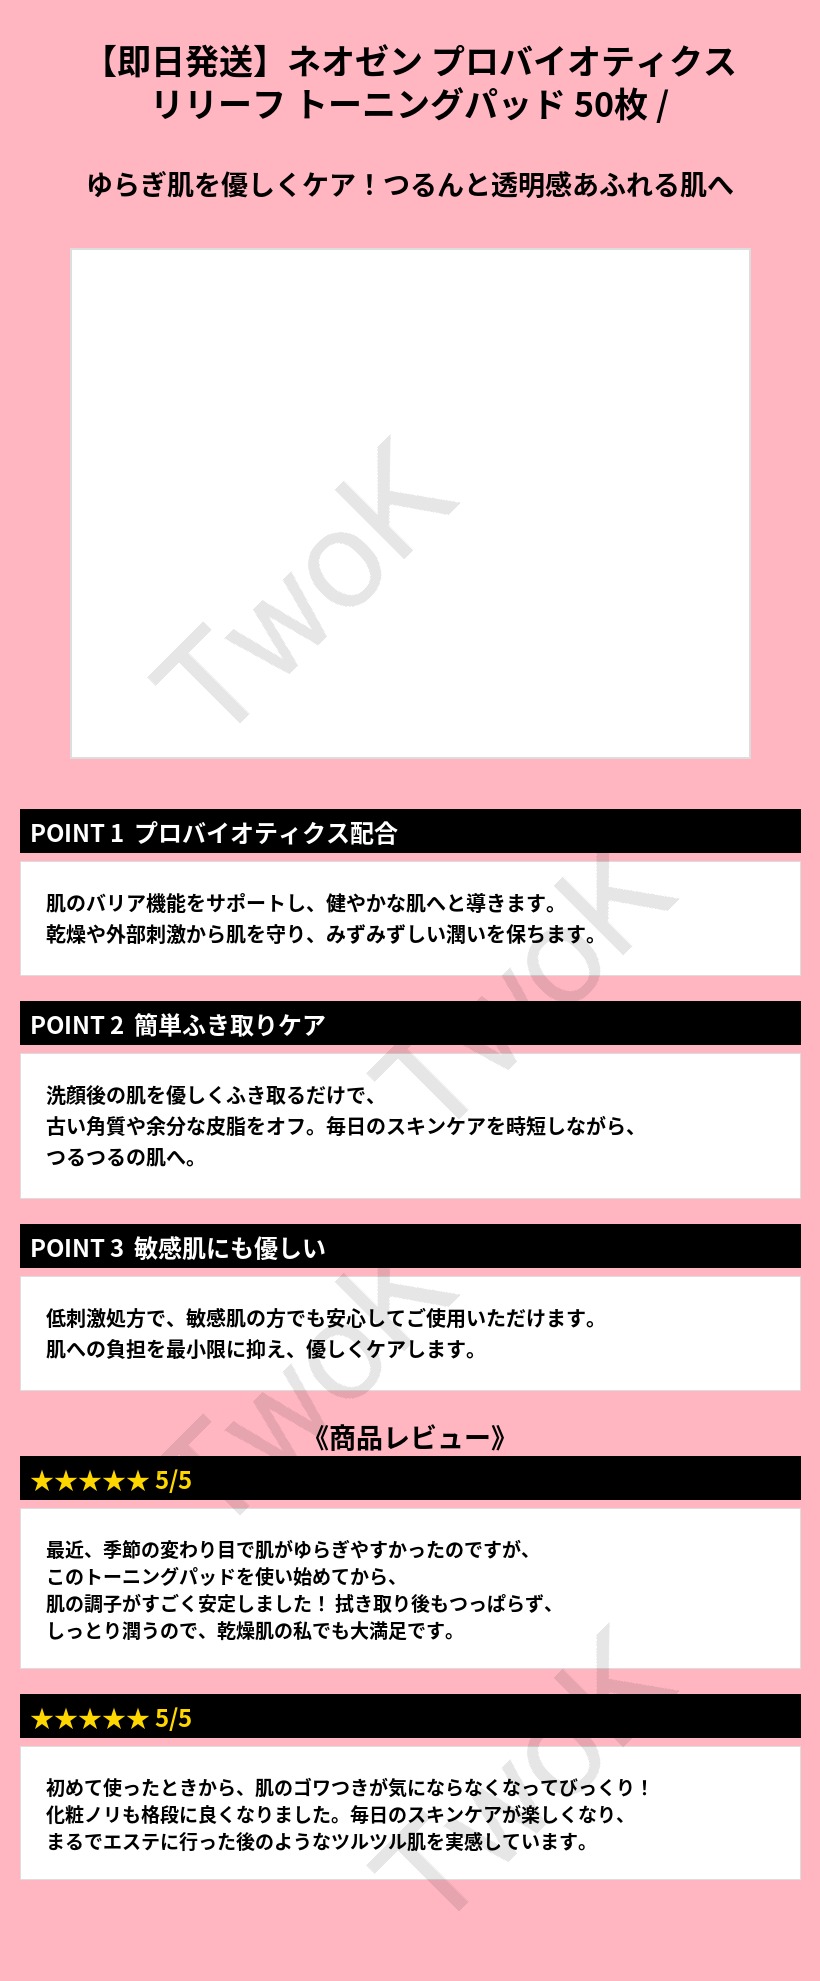 【即日発送】ネオゼン プロバイオティクス
リリーフ トーニングパッド 50枚 /
ゆらぎ肌を優しくケア！つるんと透明感あふれる肌へ
TwoK
POINT 1 プロバイオティクス配合
肌のバリア機能をサポートし、健やかな肌へと導きます。
乾燥や外部刺激から肌を守り、みずみずしい潤いを保ちます。
TwoK
POINT 2 簡単ふき取りケア
洗顔後の肌を優しくふき取るだけで、
古い角質や余分な皮脂をオフ。毎日のスキンケアを時短しながら、
つるつるの肌へ。
POINT 3 敏感肌にも優しい
低刺激処方で、敏感肌の方でも安心してご使用いただけます。
肌への負担を最小限に抑え、優しくケアします。
TwoK
《商品レビュー》
★★★★★ 5/5
最近、季節の変わり目で肌がゆらぎやすかったのですが、
このトーニングパッドを使い始めてから、
肌の調子がすごく安定しました！ 拭き取り後もつっぱらず、
しっとり潤うので、乾燥肌の私でも大満足です。
★★★★★ 5/5
初めて使ったときから、肌のゴワつきが気にならなくなってびっくり！
化粧ノリも格段に良くなりました。毎日のスキンケアが楽しくなり、
まるでエステに行った後のようなツルツル肌を実感しています。
TwoK